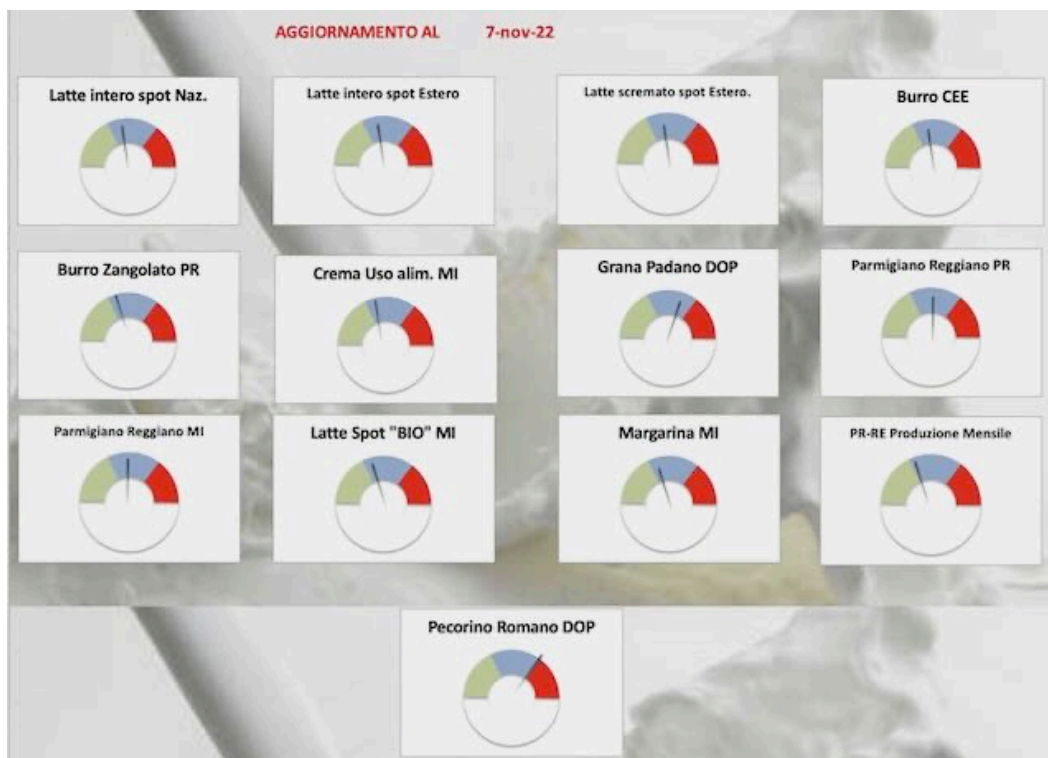 AGGIORNAMENTO AL 7-nov-22
Latte intero spot Naz.
Latte intero spot Estero
Latte scremato spot Estero.
Burro CEE
Burro Zangolato PR
Crema Uso alim. MI
Grana Padano DOP
Parmigiano Reggiano PR
Parmigiano Reggiano MI
Latte Spot "BIO" MI
Margarina MI
PR-RE Produzione Mensile
Pecorino Romano DOP